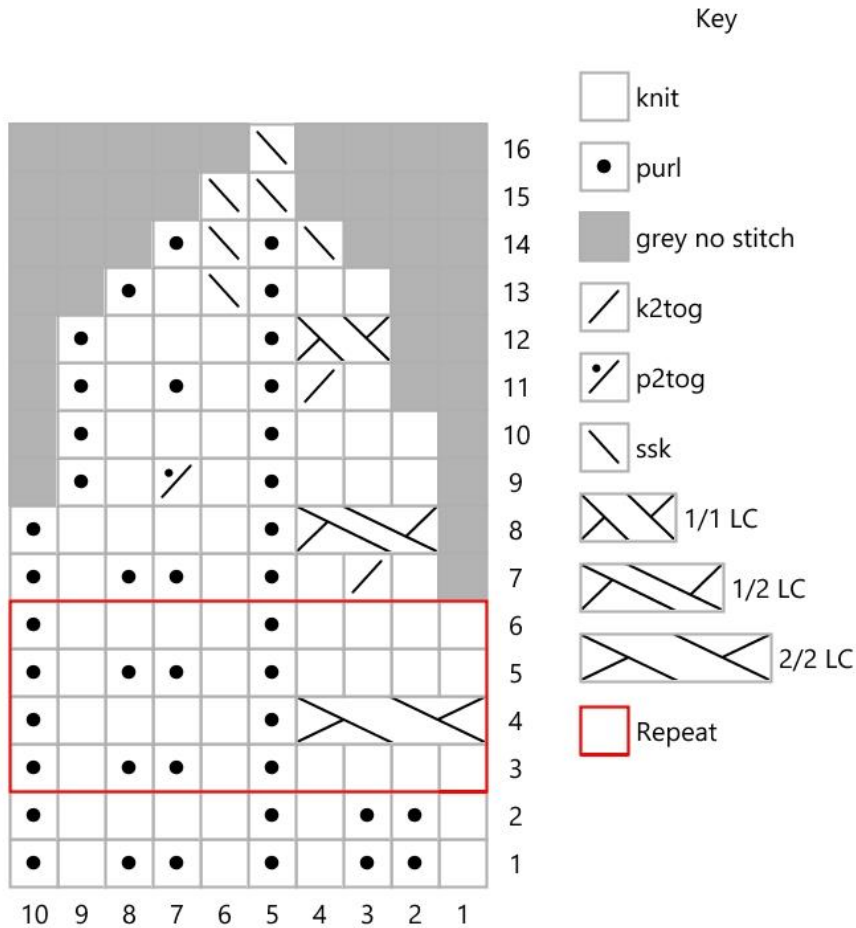 Key
knit
purl
grey no stitch
k2tog
p2tog
ssk
1/1 LC
1/2 LC
2/2 LC
Repeat
16
15
14
13
12
11
10
9
8
7
6
5
4
3
2
1
10 9 8 7 6 5 4 3 2 1